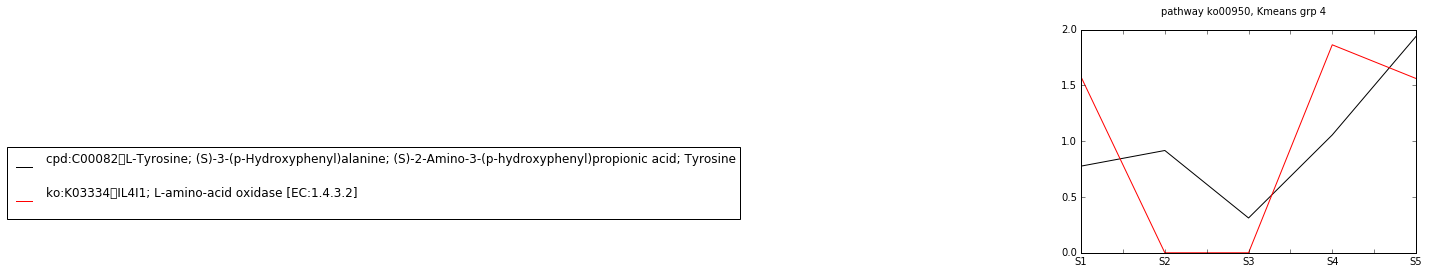 pathway ko00950, Kmeans grp 4
2.0
1.5
1.0
0.5
0.0
S1 S2 S3 S4 S5
cpd:C00082▯L-Tyrosine; (S)-3-(p-Hydroxyphenyl)alanine; (S)-2-Amino-3-(p-hydroxyphenyl)propionic acid; Tyrosine
ko:K03334▯IL4I1; L-amino-acid oxidase [EC:1.4.3.2]